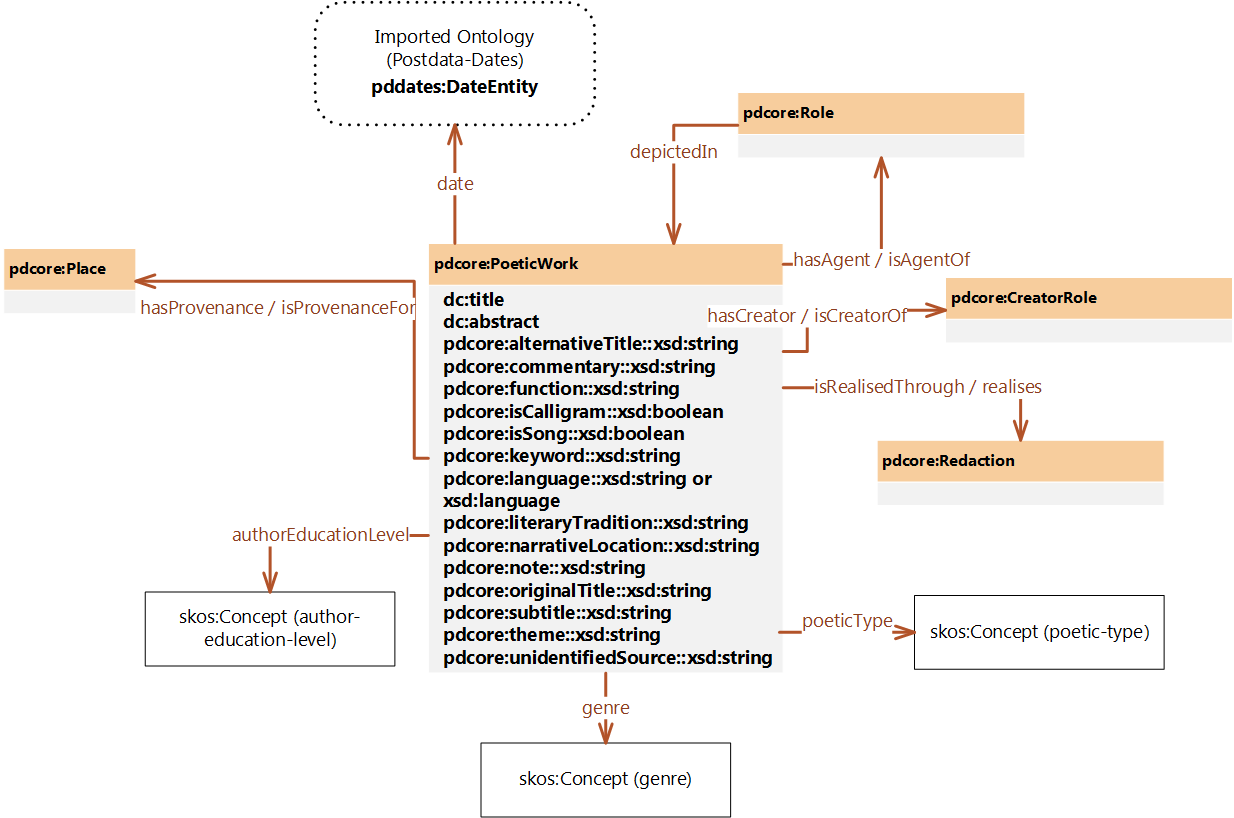 Imported Ontology
(Postdata-Dates)
pddates:DateEntity
pdcore:Role
depictedIn
date
hasAgent / isAgentOf
pdcore:Place
pdcore:PoeticWork
hasProvenance / isProvenanceFor
pdcore:CreatorRole
hasCreator / isCreatorOf
dc:title
dc:abstract
pdcore:alternativeTitle::xsd:string
pdcore:commentary::xsd:string
pdcore:function::xsd:string
pdcore:isCalligram::xsd:boolean
pdcore:isSong::xsd:boolean
pdcore:keyword::xsd:string
pdcore:language::xsd:string or
xsd:language
pdcore:literaryTradition::xsd:string
pdcore:narrativeLocation::xsd:string
pdcore:note::xsd:string
pdcore:originalTitle::xsd:string
pdcore:subtitle::xsd:string
pdcore:theme::xsd:string
pdcore:unidentifiedSource::xsd:string
isRealisedThrough / realises
pdcore:Redaction
authorEducationLevel
skos:Concept (author-
education-level)
poeticType
skos:Concept (poetic-type)
genre
skos:Concept (genre)